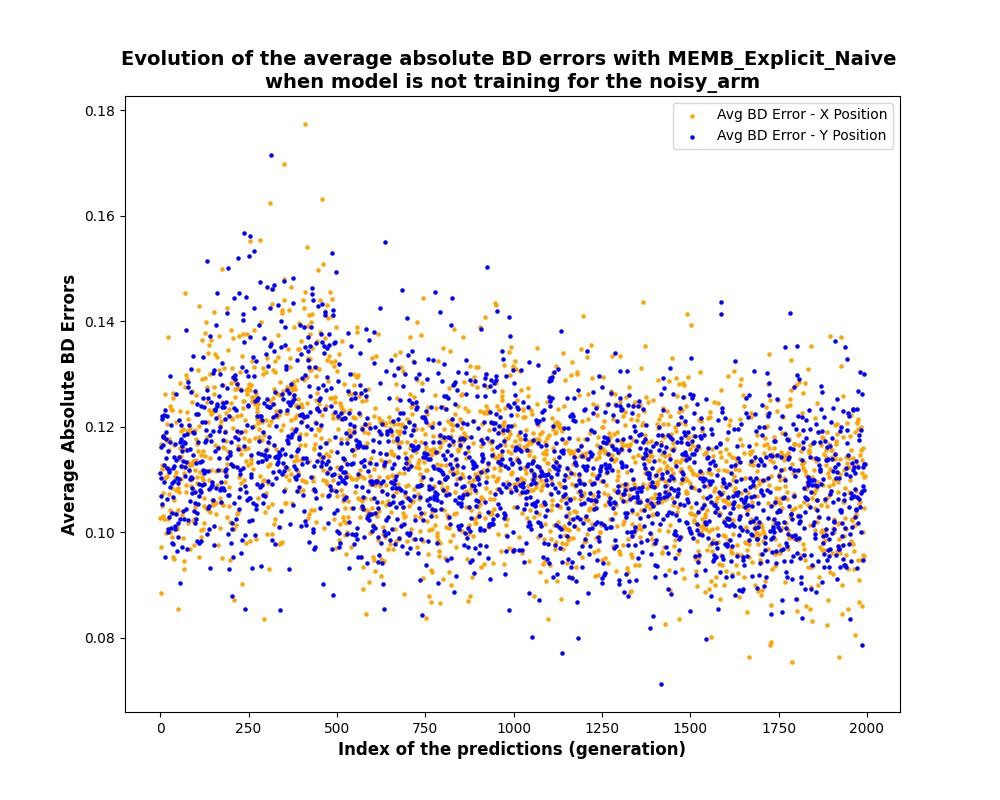 Evolution of the average absolute BD errors with MEMB_Explicit_Naive
when model is not training for the noisy_arm
Avg BD Error - X Position
Avg BD Error - Y Position
Average Absolute BD Errors
0.18
0.16
0.14
0.12
0.10
0.08
0 250 500 750 1000 1250 1500 1750 2000
Index of the predictions (generation)